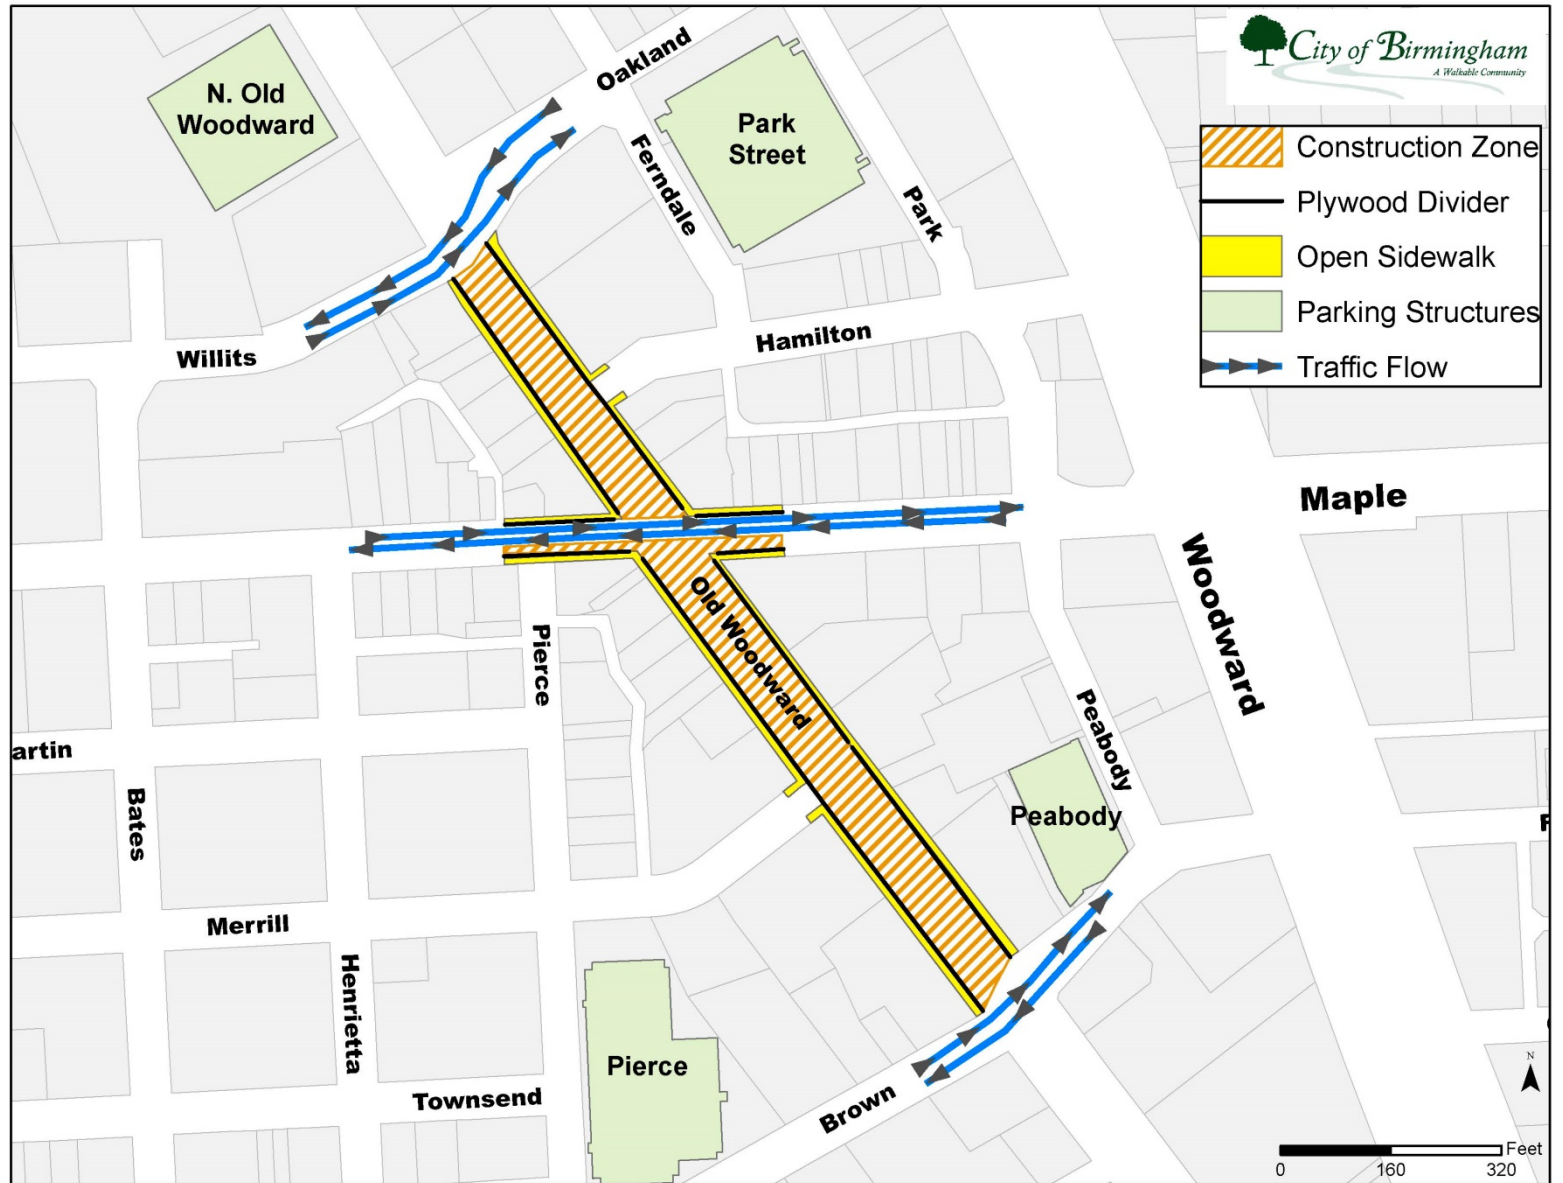 City of Birmingham
A Walkable Community
Construction Zone
Plywood Divider
Open Sidewalk
Parking Structures
Traffic Flow
N. Old
Woodward
Oakland
Park
Street
Ferndale
Park
Willits
Hamilton
Maple
Woodward
Old Woodward
Pierce
Peabody
Peabody
artin
Bates
Merrill
Henrietta
Pierce
Townsend
Brown
F
N
Feet
0
160
320